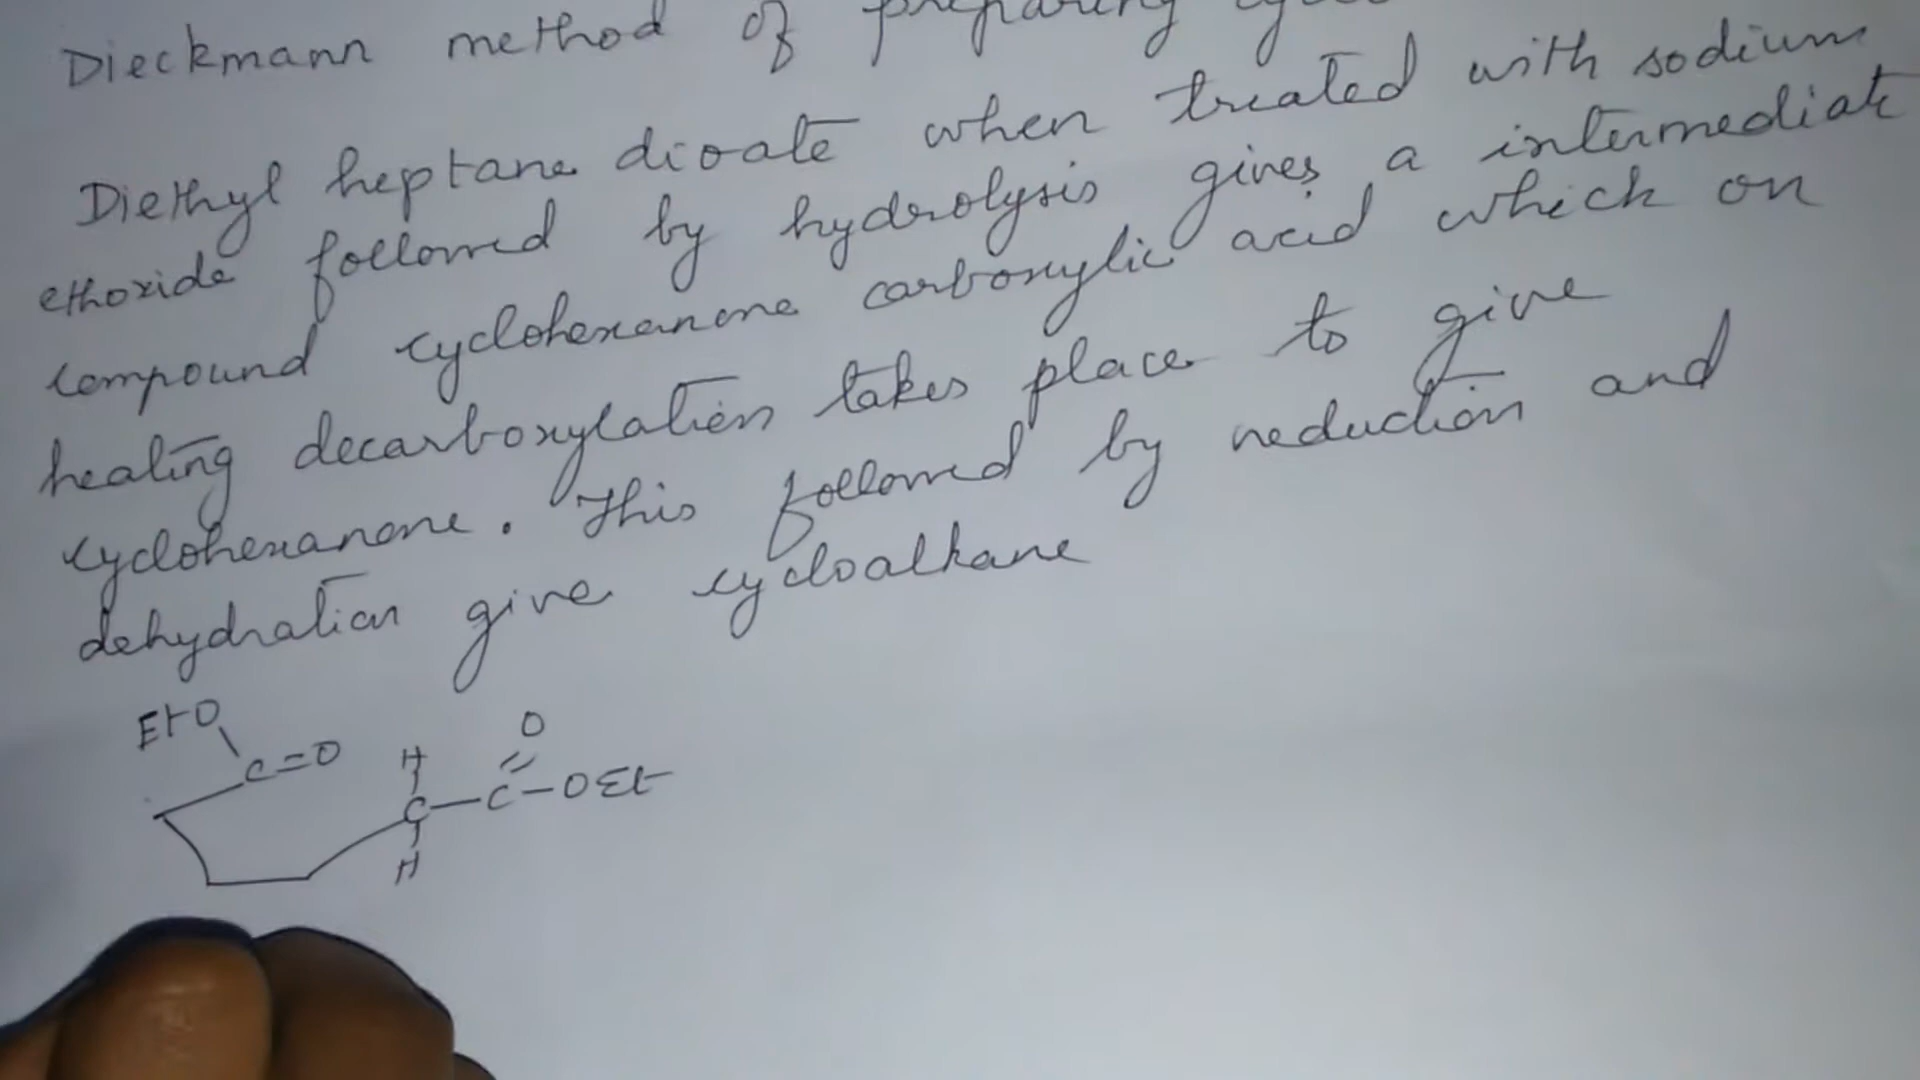 Dieckmann method of preparing
Diethyl heptane dioate when treated with sodium
ethoxide followed by hydrolysis gives a intermediate
compound cyclohexanone carboxylic acid which on
heating decarboxylation takes place to give
cyclohexanone. This followed by reduction and
dehydration give cycloalkane
EtO
C=O H O
C-C-OEt
H